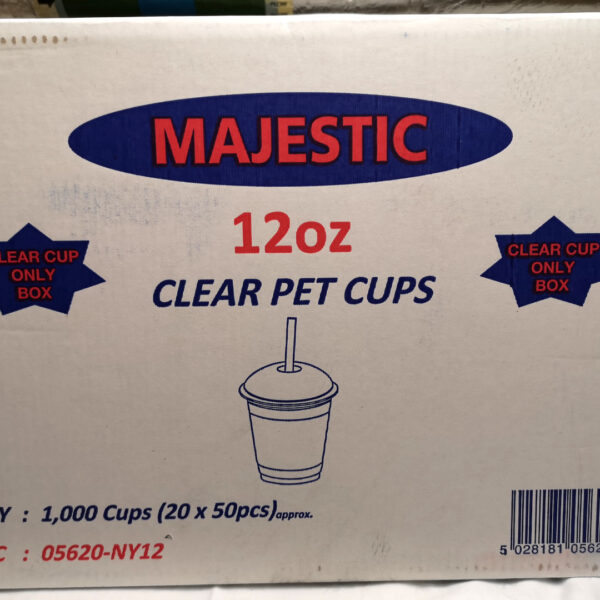 MAJESTIC
12oz
CLEAR PET CUPS
LEAR CUP
ONLY
BOX
CLEAR CUP
ONLY
BOX
Y : 1,000 Cups (20 x 50pcs)approx.
C : 05620-NY12
5 028181 0562